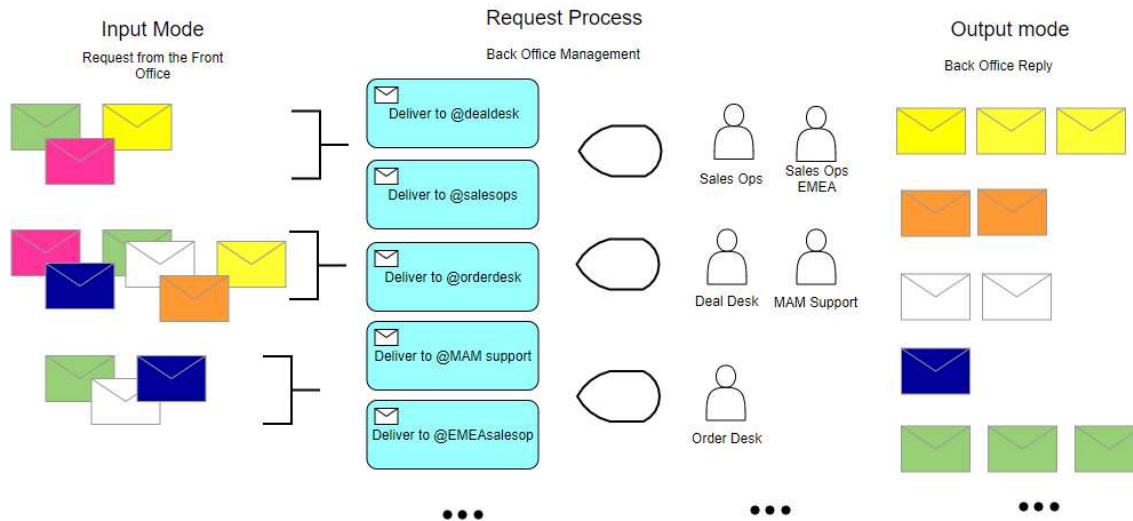 Input Mode
Request from the Front
Office
Request Process
Back Office Management
Output mode
Back Office Reply
Deliver to @dealdesk
Deliver to @salesops
Deliver to @orderdesk
Deliver to @MAM support
Deliver to @EMEAsalesop
Sales Ops
Sales Ops
EMEA
Deal Desk
MAM Support
Order Desk